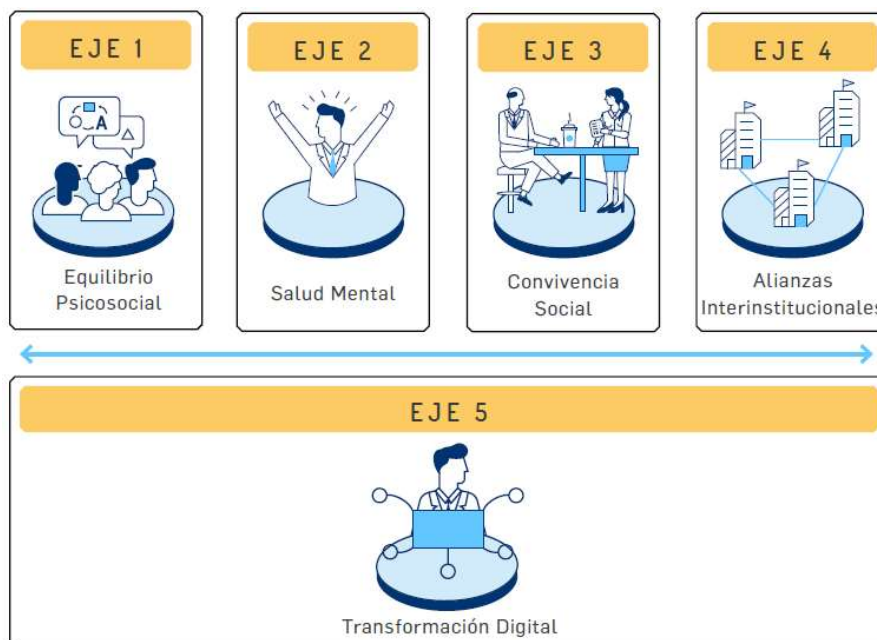 EJE 1
Equilibrio
Psicosocial
EJE 2
Salud Mental
EJE 3
Convivencia
Social
EJE 4
Alianzas
Interinstitucionales
A
EJE 5
Transformación Digital